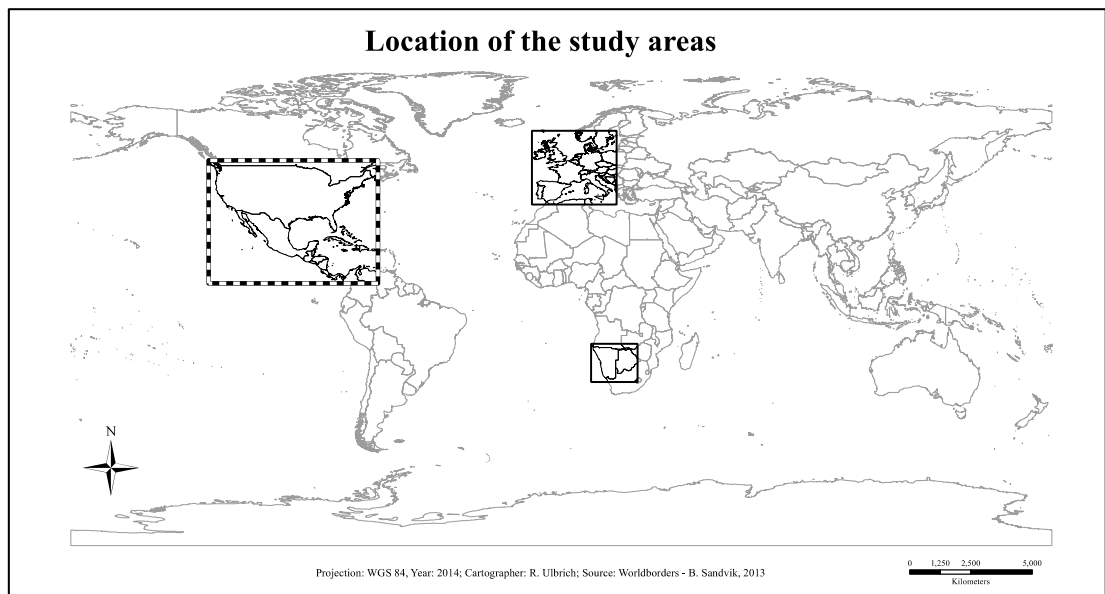 Location of the study areas
N
Projection: WGS 84, Year: 2014; Cartographer: R. Ulbrich; Source: Worldborders - B. Sandvik, 2013
0 1,250 2,500 5,000
Kilometers